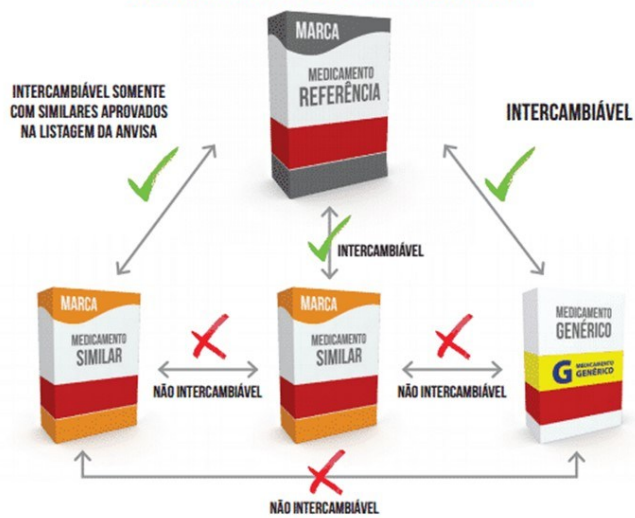 MARCA
MEDICAMENTO
REFERÊNCIA
INTERCAMBIÁVEL SOMENTE
COM SIMILARES APROVADOS
NA LISTAGEM DA ANVISA
INTERCAMBIÁVEL
INTERCAMBIÁVEL
MARCA
MEDICAMENTO
SIMILAR
NÃO INTERCAMBIÁVEL
MARCA
MEDICAMENTO
SIMILAR
NÃO INTERCAMBIÁVEL
MEDICAMENTO
GENÉRICO
G MEDICAMENTO
GENÉRICO
NÃO INTERCAMBIÁVEL